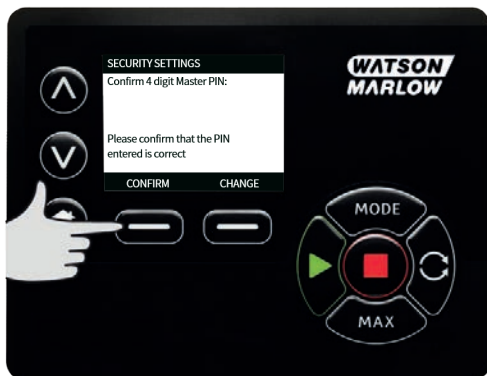 SECURITY SETTINGS
Confirm 4 digit Master PIN:
Please confirm that the PIN
entered is correct
CONFIRM CHANGE
WATSON
MARLOW
MODE
MAX